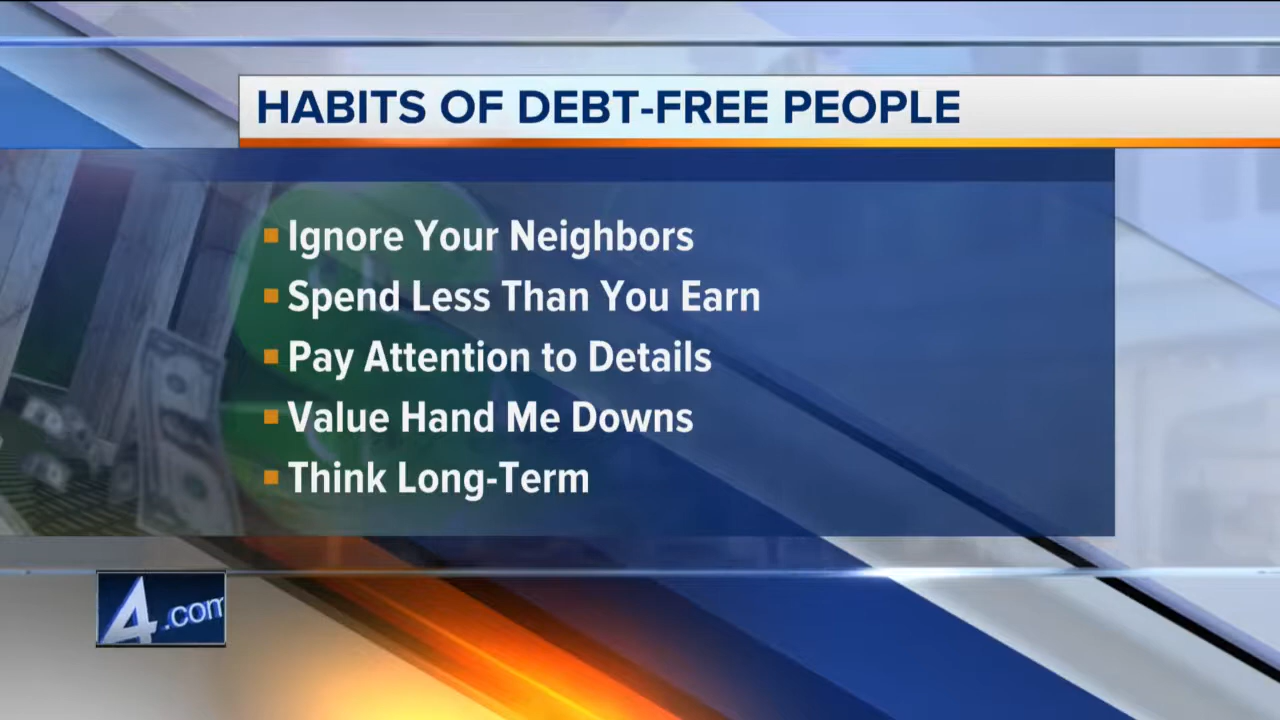 HABITS OF DEBT-FREE PEOPLE
Ignore Your Neighbors
Spend Less Than You Earn
Pay Attention to Details
Value Hand Me Downs
Think Long-Term
4.com